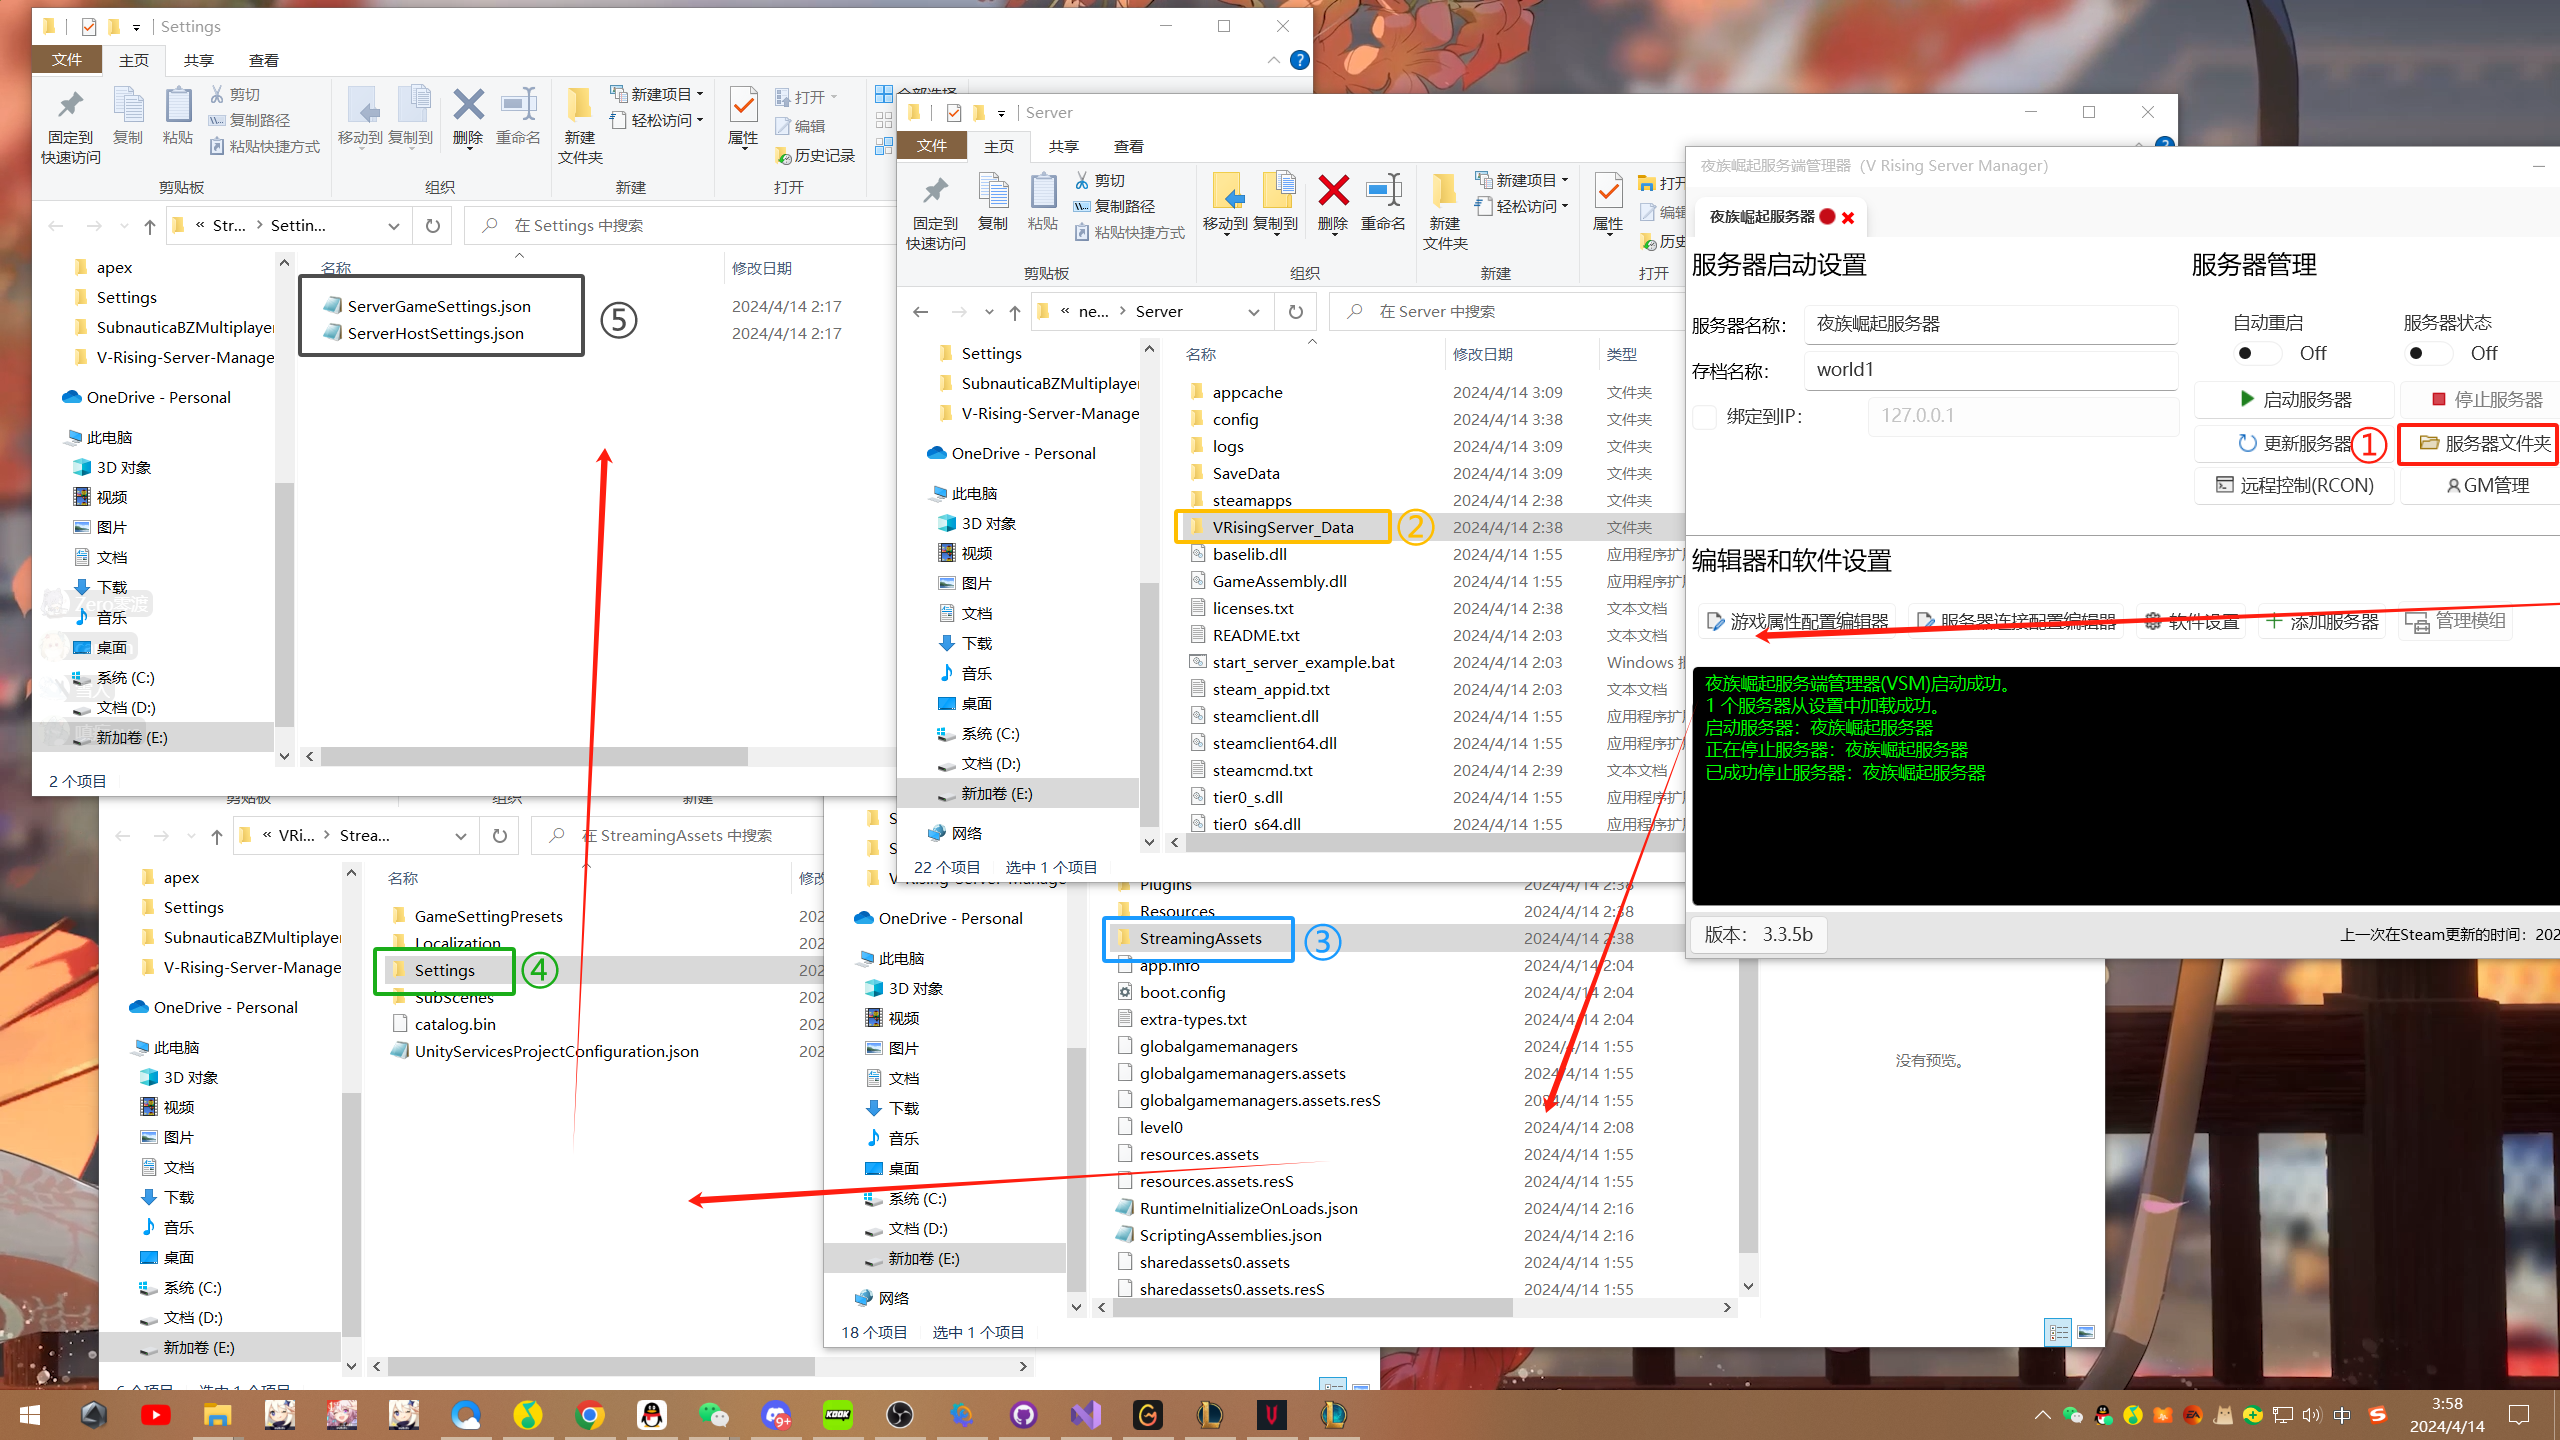 Settings
文件 主页 共享 查看
固定到 快速访问
复制
粘贴
剪切
复制路径
粘贴快捷方式
移动到 复制到 删除 重命名
新建 文件夹
新建项目
轻松访问
属性
打开
编辑
历史记录
全部选择
剪贴板 组织 新建 打开
« Str... > Settin...
在 Settings 中搜索
apex
Settings
SubnauticaBZMultiplayer
V-Rising-Server-Manage
OneDrive - Personal
此电脑
3D 对象
视频
图片
文档
下载
音乐
桌面
系统 (C:)
文档 (D:)
新加卷 (E:)
名称 修改日期
ServerGameSettings.json 2024/4/14 2:17
ServerHostSettings.json 2024/4/14 2:17
⑤
2 个项目
Server
文件 主页 共享 查看
固定到 快速访问
复制
粘贴
剪切
复制路径
粘贴快捷方式
移动到 复制到 删除 重命名
新建 文件夹
新建项目
轻松访问
属性
剪贴板 组织 新建 打开
« ne... > Server
在 Server 中搜索
Settings
SubnauticaBZMultiplayer
V-Rising-Server-Manage
OneDrive - Personal
此电脑
3D 对象
视频
图片
文档
下载
音乐
桌面
系统 (C:)
文档 (D:)
新加卷 (E:)
网络
名称 修改日期 类型
appcache 2024/4/14 3:09 文件夹
config 2024/4/14 3:38 文件夹
logs 2024/4/14 3:09 文件夹
SaveData 2024/4/14 3:09 文件夹
steamapps 2024/4/14 2:38 文件夹
VRisingServer_Data ② 2024/4/14 2:38 文件夹
baselib.dll 2024/4/14 1:55 应用程序扩
GameAssembly.dll 2024/4/14 1:55 应用程序扩
licenses.txt 2024/4/14 2:38 文本文档
README.txt 2024/4/14 2:03 文本文档
start_server_example.bat 2024/4/14 2:03 Windows
steam_appid.txt 2024/4/14 2:03 文本文档
steamclient.dll 2024/4/14 1:55 应用程序扩
steamclient64.dll 2024/4/14 1:55 应用程序扩
steamcmd.txt 2024/4/14 2:39 文本文档
tier0_s.dll 2024/4/14 1:55 应用程序扩
tier0_s64.dll 2024/4/14 1:55 应用程序扩
22 个项目 选中 1 个项目
夜族崛起服务端管理器（V Rising Server Manager）
夜族崛起服务器
服务器启动设置
服务器名称： 夜族崛起服务器
存档名称： world1
绑定到IP： 127.0.0.1
服务器管理
自动重启 服务器状态
Off Off
启动服务器 停止服务器
更新服务器 ① 服务器文件夹
远程控制(RCON) GM管理
编辑器和软件设置
游戏属性配置编辑器 服务器连接配置编辑器 软件设置 添加服务器 管理模组
夜族崛起服务端管理器(VSM)启动成功。
1 个服务器从设置中加载成功。
启动服务器：夜族崛起服务器
正在停止服务器：夜族崛起服务器
已成功停止服务器：夜族崛起服务器
版本： 3.3.5b
上一次在Steam更新的时间：202
« VRi... > Strea...
在 StreamingAssets 中搜索
apex
Settings
SubnauticaBZMultiplayer
V-Rising-Server-Manage
OneDrive - Personal
此电脑
3D 对象
视频
图片
文档
下载
音乐
桌面
系统 (C:)
文档 (D:)
新加卷 (E:)
名称
GameSettingPresets
Localization
Settings ④
SubScenes
catalog.bin
UnityServicesProjectConfiguration.json
OneDrive - Personal
此电脑
3D 对象
视频
图片
文档
下载
音乐
桌面
系统 (C:)
文档 (D:)
新加卷 (E:)
网络
Plugins 2024/4/14 2:38
Resources 2024/4/14 2:38
StreamingAssets ③ 2024/4/14 2:38
app.info 2024/4/14 2:04
boot.config 2024/4/14 2:04
extra-types.txt 2024/4/14 2:04
globalgamemanagers 2024/4/14 1:55
globalgamemanagers.assets 2024/4/14 1:55
globalgamemanagers.assets.resS 2024/4/14 1:55
level0 2024/4/14 2:08
resources.assets 2024/4/14 1:55
resources.assets.resS 2024/4/14 1:55
RuntimeInitializeOnLoads.json 2024/4/14 2:16
ScriptingAssemblies.json 2024/4/14 2:16
sharedassets0.assets 2024/4/14 1:55
sharedassets0.assets.resS 2024/4/14 1:55
没有预览。
18 个项目 选中 1 个项目
KOOK
9+
中
3:58
2024/4/14